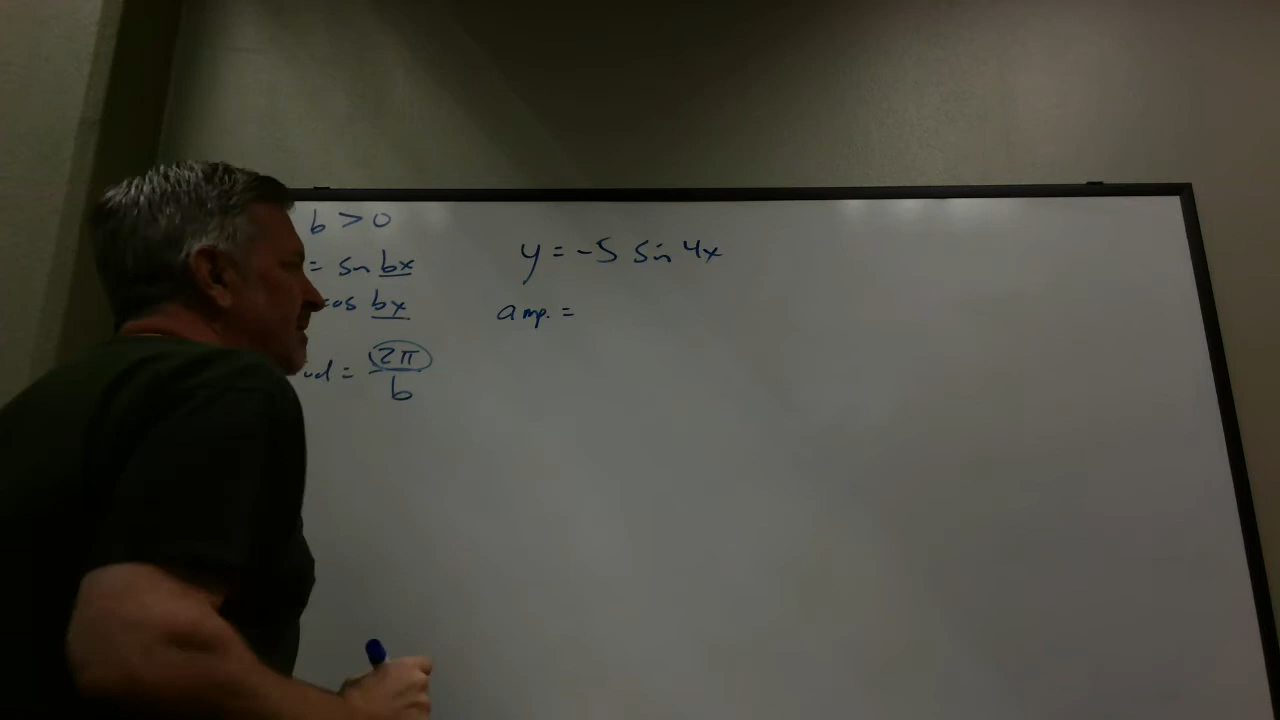 b > 0
= sin bx
cos bx
= 2π/b
y = -5 sin 4x
amp. =